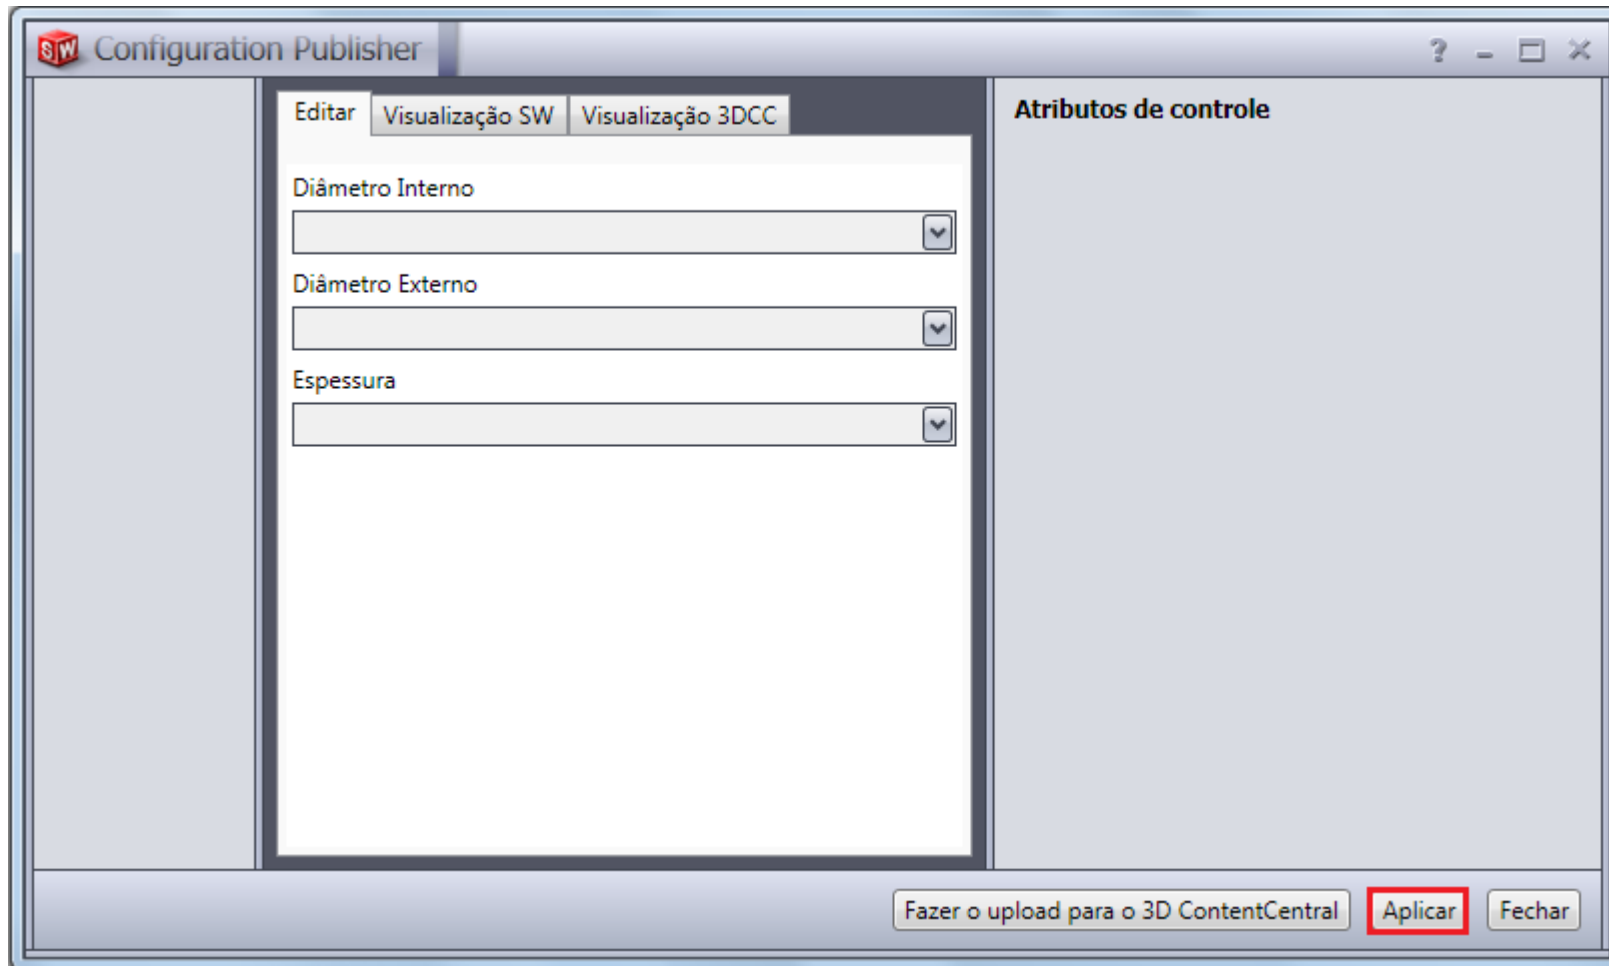 SW Configuration Publisher ?
Editar Visualização SW Visualização 3DCC
Atributos de controle
Diâmetro Interno
Diâmetro Externo
Espessura
Fazer o upload para o 3D ContentCentral Aplicar Fechar